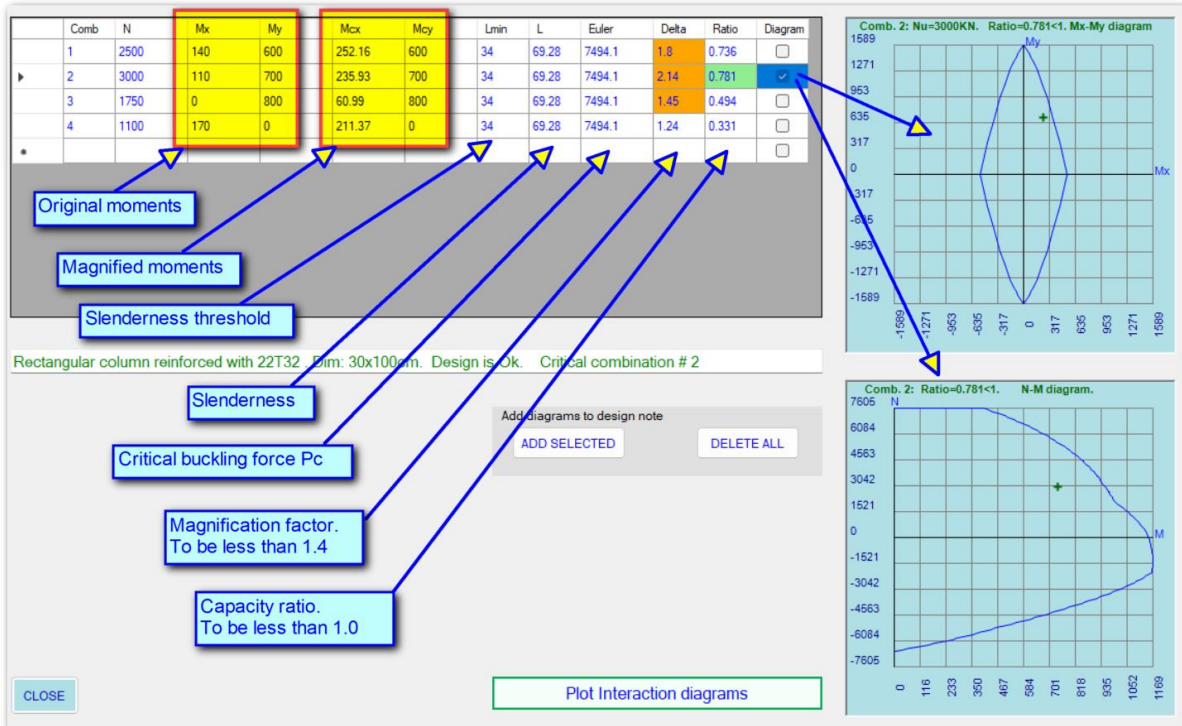 Comb N Mx My Mcx Mcy Lmin L Euler Delta Ratio Diagram
1 2500 140 600 252.16 600 34 69.28 7494.1 1.8 0.736
2 3000 110 700 235.93 700 34 69.28 7494.1 2.14 0.781
3 1750 0 800 60.99 800 34 69.28 7494.1 1.45 0.494
4 1100 170 0 211.37 0 34 69.28 7494.1 1.24 0.331
Original moments
Magnified moments
Slenderness threshold
Rectangular column reinforced with 22T32 . Dim: 30x100cm. Design is Ok. Critical combination # 2
Slenderness
Critical buckling force Pc
Magnification factor.
To be less than 1.4
Capacity ratio.
To be less than 1.0
Add diagrams to design note
ADD SELECTED
DELETE ALL
CLOSE
Plot Interaction diagrams
Comb. 2: Nu=3000KN. Ratio=0.781<1. Mx-My diagram
1589
My
1271
953
635
317
0
Mx
-317
-635
-953
-1271
-1589
-1589 -1271 -953 -635 -317 0 317 635 953 1271 1589
Comb. 2: Ratio=0.781<1. N-M diagram.
7605
N
6084
4563
3042
1521
0
M
-1521
-3042
-4563
-6084
-7605
0 116 233 350 467 584 701 818 935 1052 1169